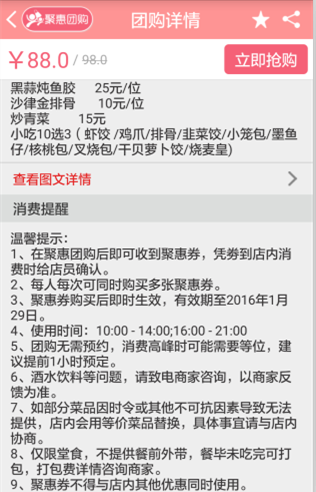 聚惠团购
团购详情
¥88.0 / 98.0
立即抢购
黑蒜炖鱼胶 25元/位
沙律金排骨 10元/位
炒青菜 15元
小吃10选3（虾饺 /鸡爪/排骨/韭菜饺/小笼包/墨鱼
仔/核桃包/叉烧包/干贝萝卜饺/烧麦皇)
查看图文详情
消费提醒
温馨提示:
1、在聚惠团购后即可收到聚惠券，凭劵到店内消
费时给店员确认。
2、每人每次可同时购买多张聚惠券。
3、聚惠券购买后即时生效，有效期至2016年1月
29日。
4、使用时间：10:00 - 14:00;16:00 - 21:00
5、团购无需预约，消费高峰时可能需要等位，建
议提前1小时预定。
6、酒水饮料等问题，请致电商家咨询，以商家反
馈为准。
7、如部分菜品因时令或其他不可抗因素导致无法
提供，店内会用等价菜品替换，具体事宜请与店内
协商。
8、仅限堂食，不提供餐前外带，餐毕未吃完可打
包，打包费详情咨询商家。
9、聚惠券不得与店内其他优惠同时使用。